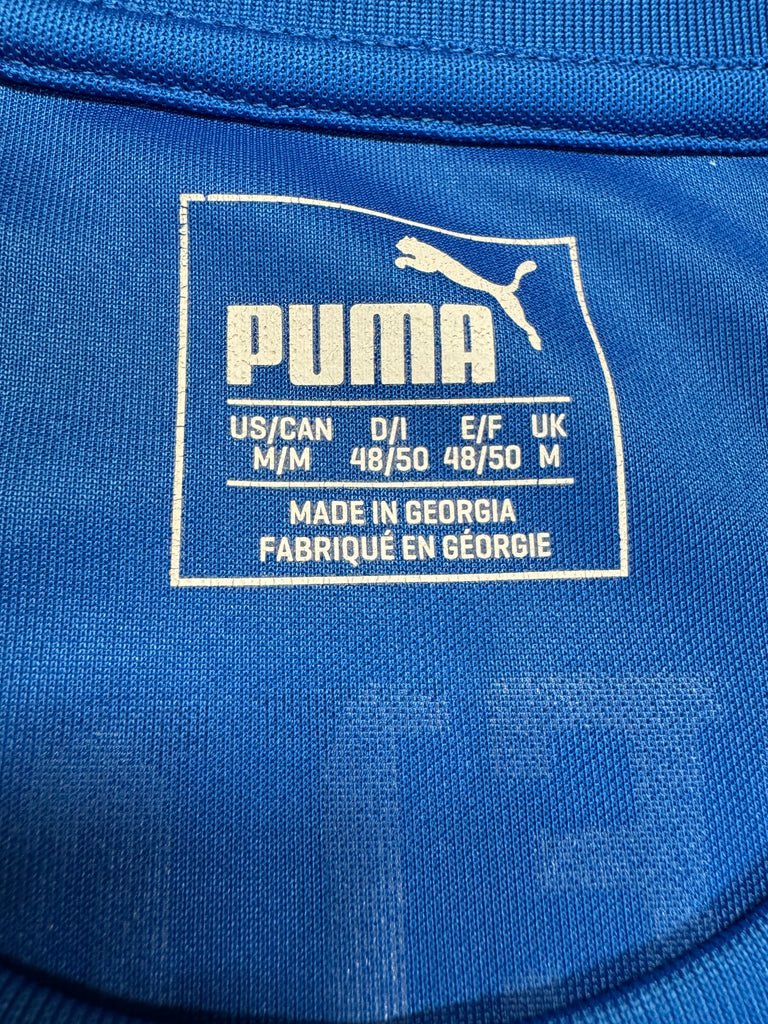 PUMA
US/CAN D/I E/F UK
M/M 48/50 48/50 M
MADE IN GEORGIA
FABRIQUÉ EN GÉORGIE